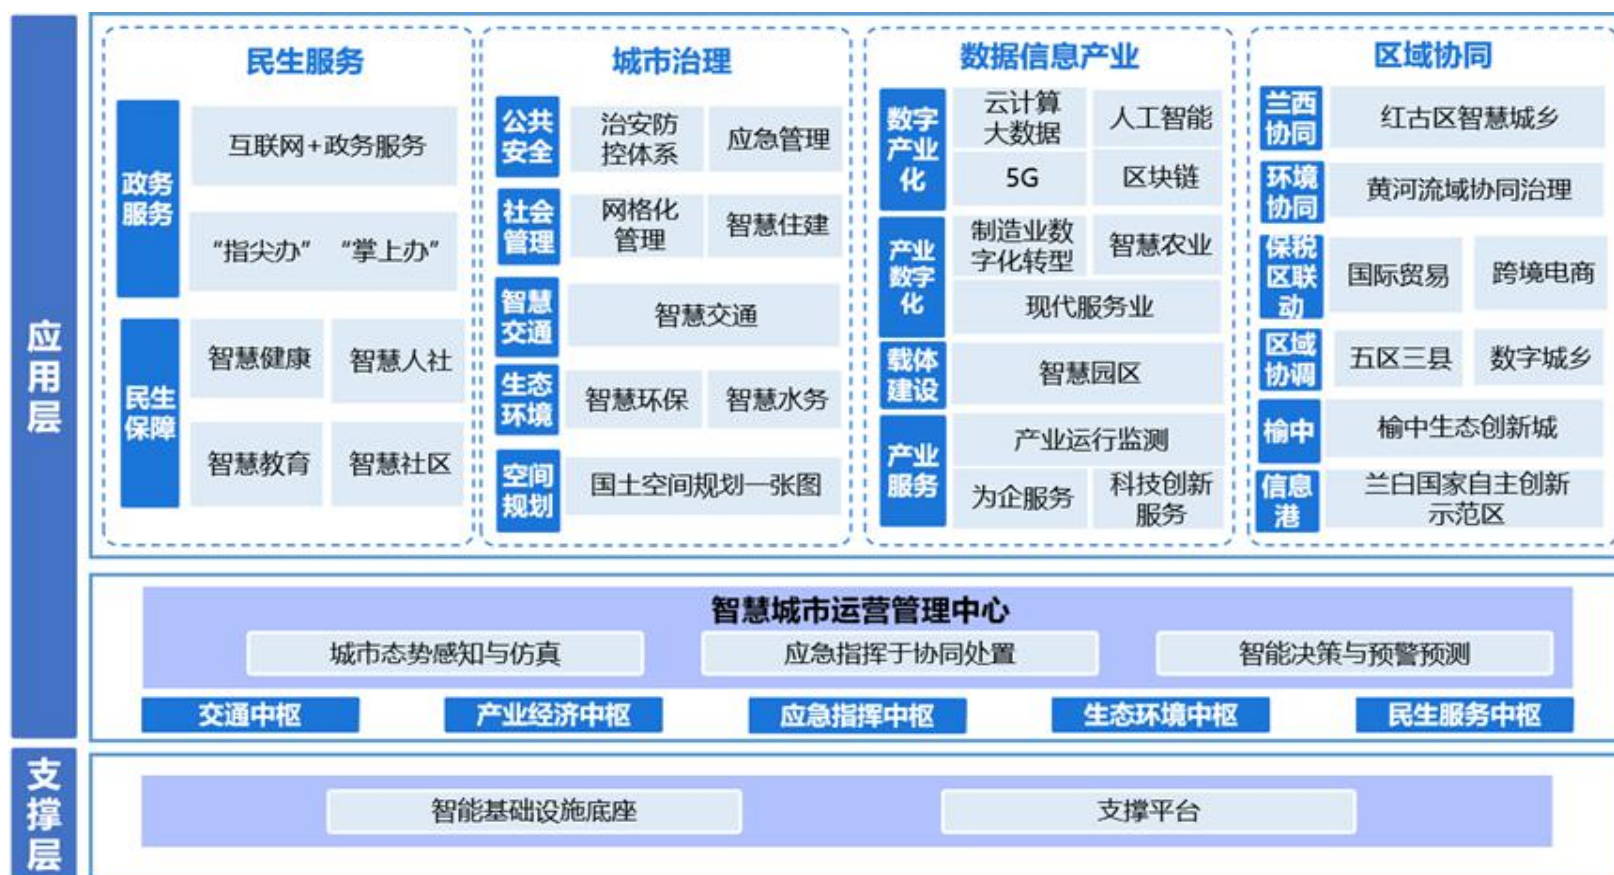 应用层
民生服务
政务
服务
互联网+政务服务
“指尖办” “掌上办”
民生
保障
智慧健康
智慧人社
智慧教育
智慧社区
城市治理
公共
安全
治安防
控体系
应急管理
社会
管理
网格化
管理
智慧住建
智慧
交通
智慧交通
生态
环境
智慧环保
智慧水务
空间
规划
国土空间规划一张图
数据信息产业
数字
产业
化
云计算
大数据
人工智能
5G
区块链
产业
数字
化
制造业数
字化转型
智慧农业
现代服务业
载体
建设
智慧园区
产业
服务
产业运行监测
为企服务
科技创新
服务
区域协同
兰西
协同
红古区智慧城乡
环境
协同
黄河流域协同治理
保税
区联
动
国际贸易
跨境电商
区域
协调
五区三县
数字城乡
榆中
榆中生态创新城
信息
港
兰白国家自主创新
示范区
智慧城市运营管理中心
城市态势感知与仿真
应急指挥于协同处置
智能决策与预警预测
交通中枢
产业经济中枢
应急指挥中枢
生态环境中枢
民生服务中枢
支撑层
智能基础设施底座
支撑平台